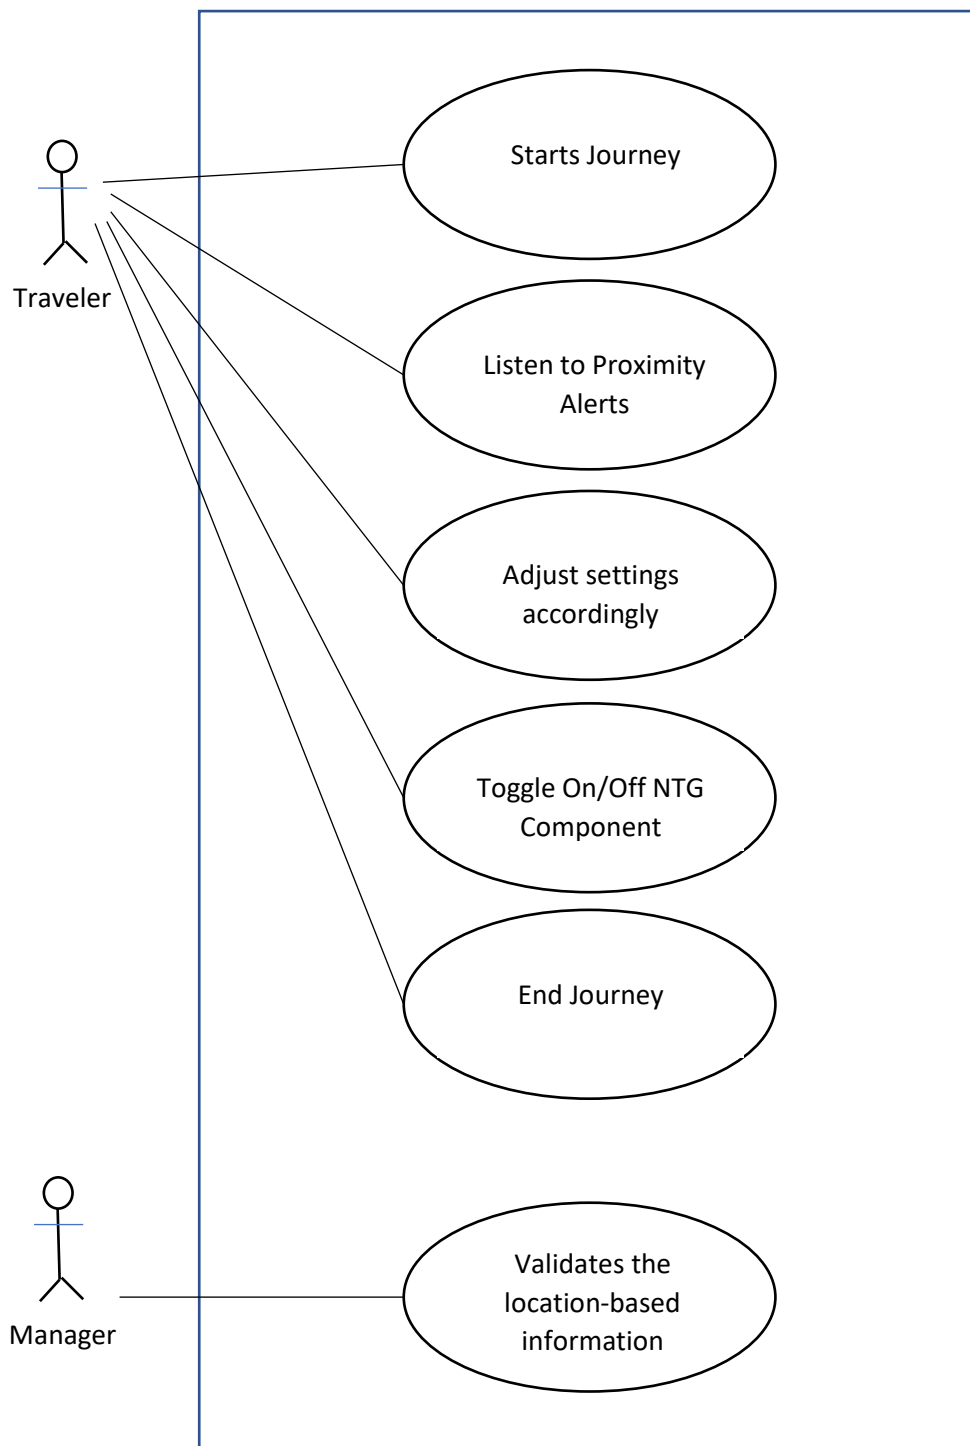 Starts Journey
Traveler
Listen to Proximity
Alerts
Adjust settings
accordingly
Toggle On/Off NTG
Component
End Journey
Validates the
location-based
information
Manager